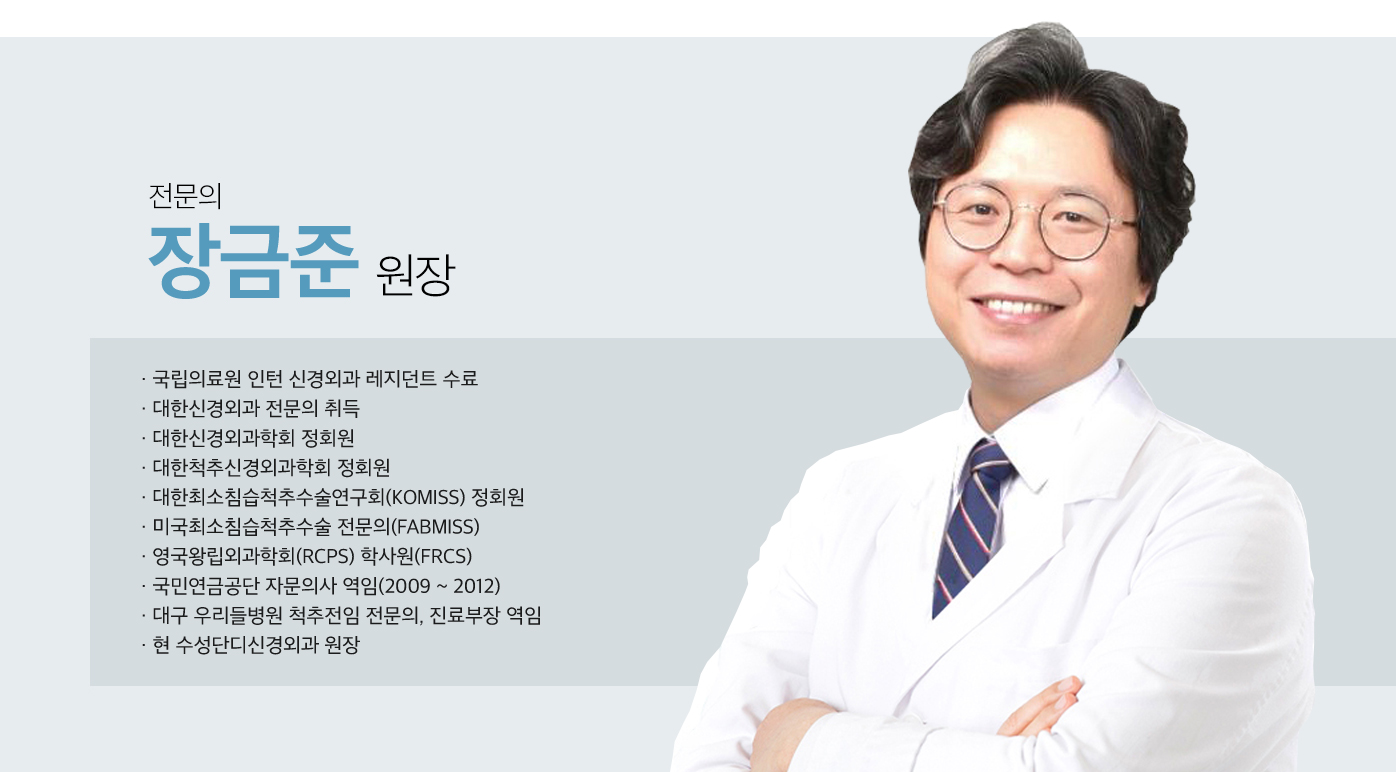 전문의
장금준 원장
· 국립의료원 인턴 신경외과 레지던트 수료
· 대한신경외과 전문의 취득
· 대한신경외과학회 정회원
· 대한척추신경외과학회 정회원
· 대한최소침습척추수술연구회(KOMISS) 정회원
· 미국최소침습척추수술 전문의(FABMISS)
· 영국왕립외과학회(RCPS) 학사원(FRCS)
· 국민연금공단 자문의사 역임(2009 ~ 2012)
· 대구 우리들병원 척추전임 전문의, 진료부장 역임
· 현 수성단디신경외과 원장